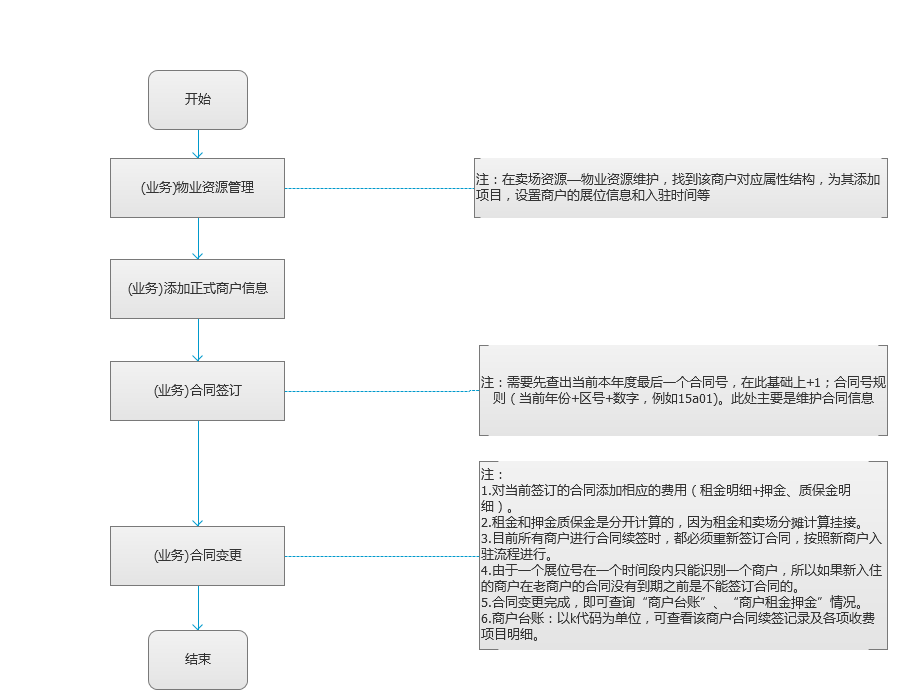 开始
(业务)物业资源管理
注：在卖场资源—物业资源维护，找到该商户对应属性结构，为其添加
项目，设置商户的展位信息和入驻时间等
(业务)添加正式商户信息
(业务)合同签订
注：需要先查出当前本年度最后一个合同号，在此基础上+1；合同号规
则（当前年份+区号+数字，例如15a01)。此处主要是维护合同信息
(业务)合同变更
注：
1.对当前签订的合同添加相应的费用（租金明细+押金、质保金明
细）。
2.租金和押金质保金是分开计算的，因为租金和卖场分摊计算挂接。
3.目前所有商户进行合同续签时，都必须重新签订合同，按照新商户入
驻流程进行。
4.由于一个展位号在一个时间段内只能识别一个商户，所以如果新入住
的商户在老商户的合同没有到期之前是不能签订合同的。
5.合同变更完成，即可查询“商户台账”、“商户租金押金”情况。
6.商户台账：以k代码为单位，可查看该商户合同续签记录及各项收费
项目明细。
结束